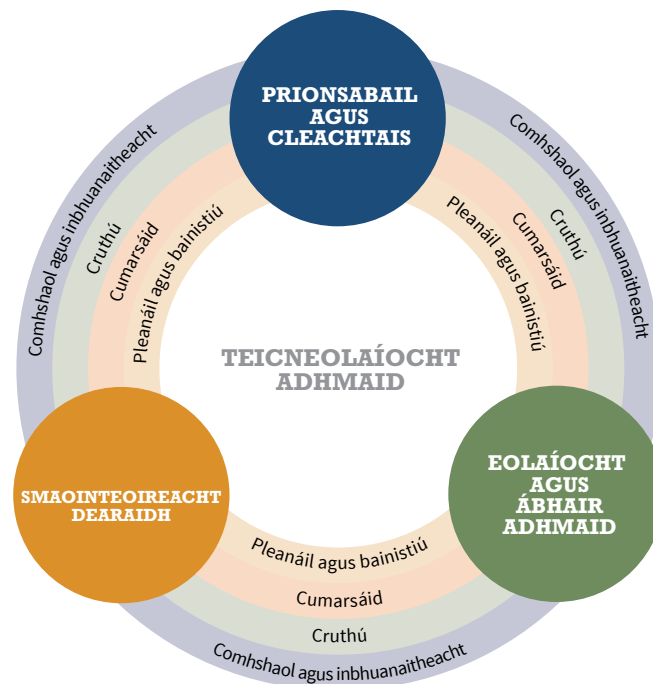 PRIONSABAIL
AGUS
CLEACHTAIS
Comhshaol agus inbhuanaitheacht
Cruthú
Cumarsáid
Pleanáil agus bainistiú
Pleanáil agus bainistiú
Cumarsáid
Cruthú
Comhshaol agus inbhuanaitheacht
TEICNEOLAÍOCHT
ADHMAID
SMAOINTEOIREACHT
DEARAIDH
EOLAÍOCHT
AGUS
ÁBHAIR
ADHMAID
Pleanáil agus bainistiú
Cumarsáid
Cruthú
Comhshaol agus inbhuanaitheacht